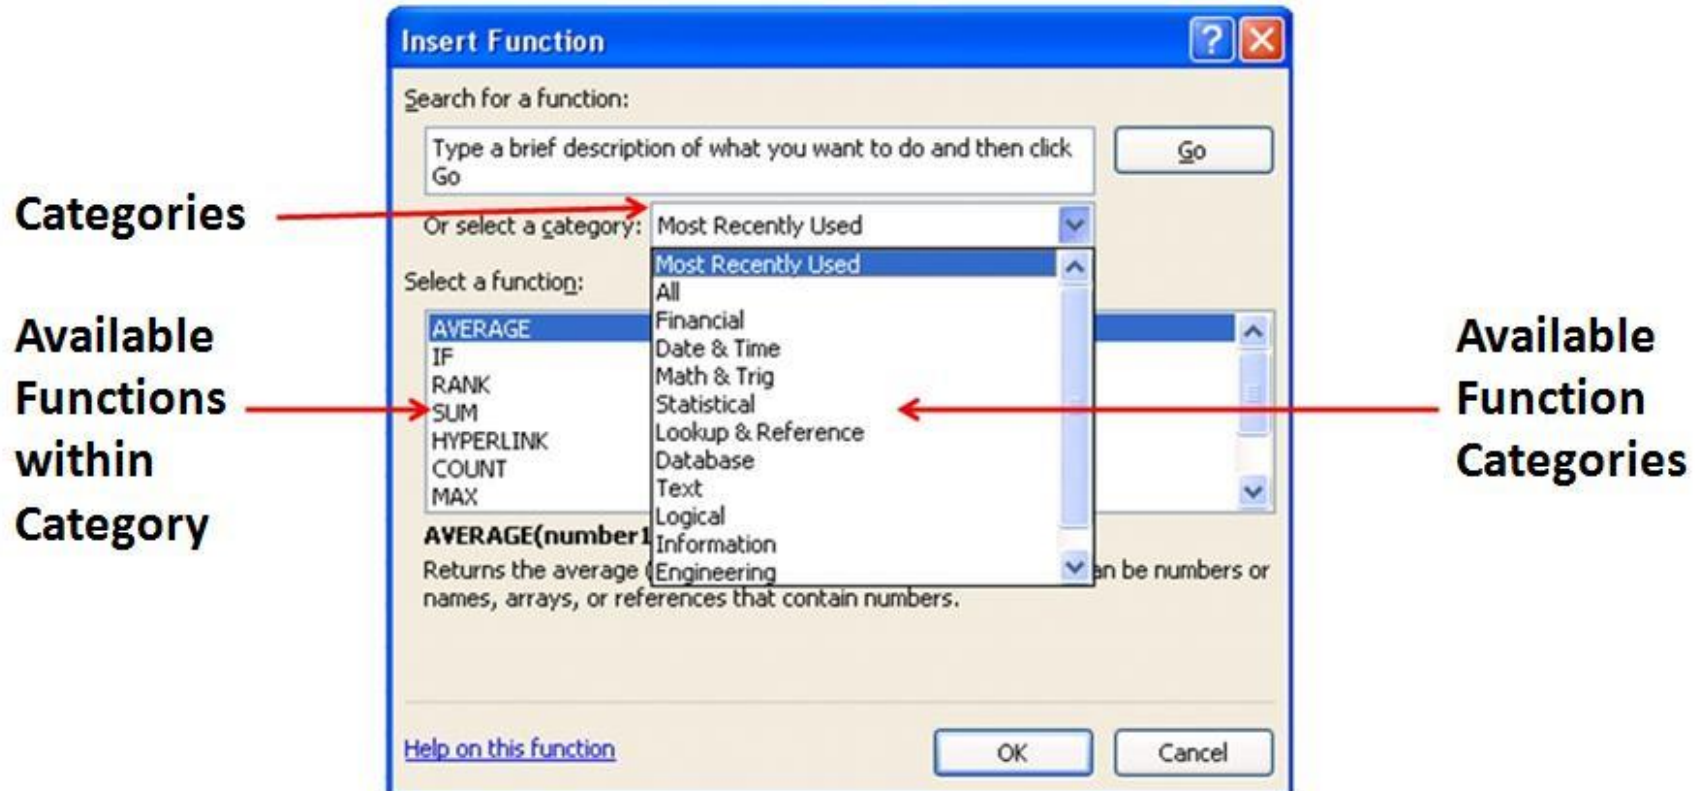 Insert Function
Search for a function:
Type a brief description of what you want to do and then click
Go
Go
Categories
Or select a category:
Most Recently Used
Most Recently Used
All
Financial
Date & Time
Math & Trig
Statistical
Lookup & Reference
Database
Text
Logical
Information
Engineering
Select a function:
AVERAGE
IF
RANK
SUM
HYPERLINK
COUNT
MAX
Available
Functions
within
Category
Available
Function
Categories
AVERAGE(number1
Returns the average (
an be numbers or
names, arrays, or references that contain numbers.
Help on this function
OK
Cancel